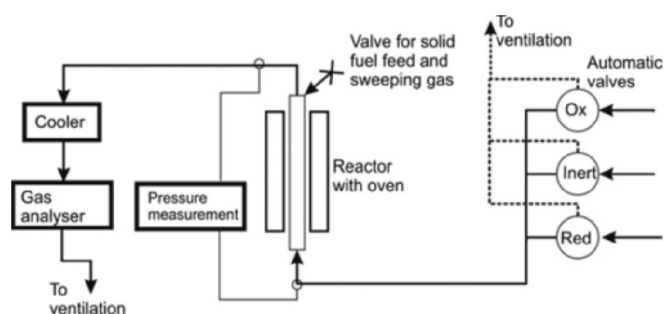 To
ventilation
Valve for solid
fuel feed and
sweeping gas
Automatic
valves
Cooler
Ox
Gas
analyser
Pressure
measurement
Reactor
with oven
Inert
Red
To
ventilation